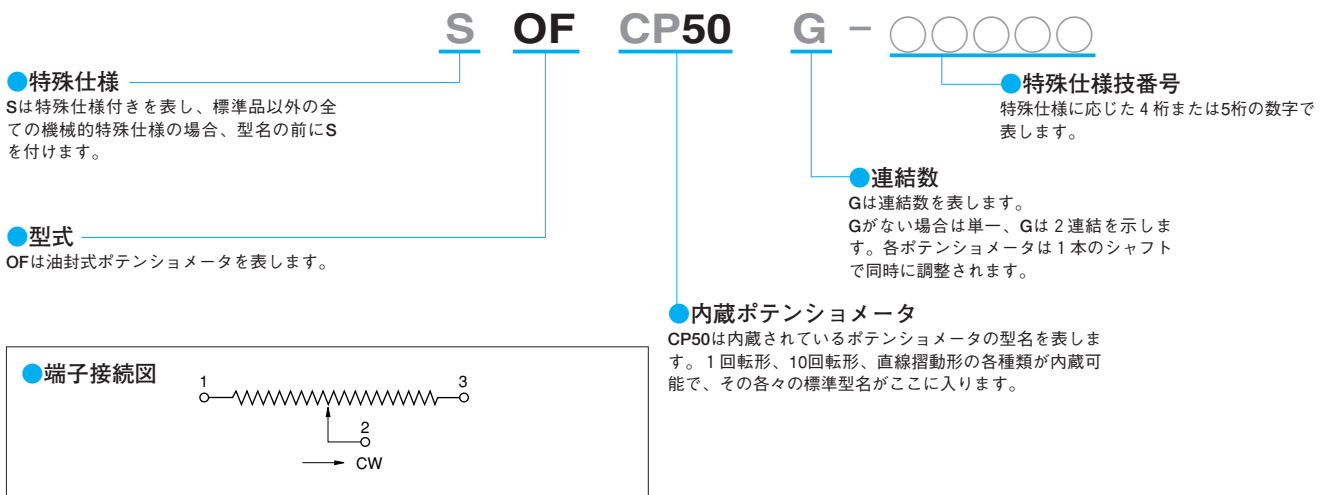 S OF CP50 G - ○○○○○
●特殊仕様
Sは特殊仕様付きを表し、標準品以外の全
ての機械的特殊仕様の場合、型名の前にS
を付けます。
●特殊仕様技番号
特殊仕様に応じた4桁または5桁の数字で
表します。
●連結数
Gは連結数を表します。
Gがない場合は単一、Gは2連結を示しま
す。各ポテンショメータは1本のシャフト
で同時に調整されます。
●型式
OFは油封式ポテンショメータを表します。
●内蔵ポテンショメータ
CP50は内蔵されているポテンショメータの型名を表しま
す。1回転形、10回転形、直線摺動形の各種類が内蔵可
能で、その各々の標準型名がここに入ります。
●端子接続図
1 3
2
CW